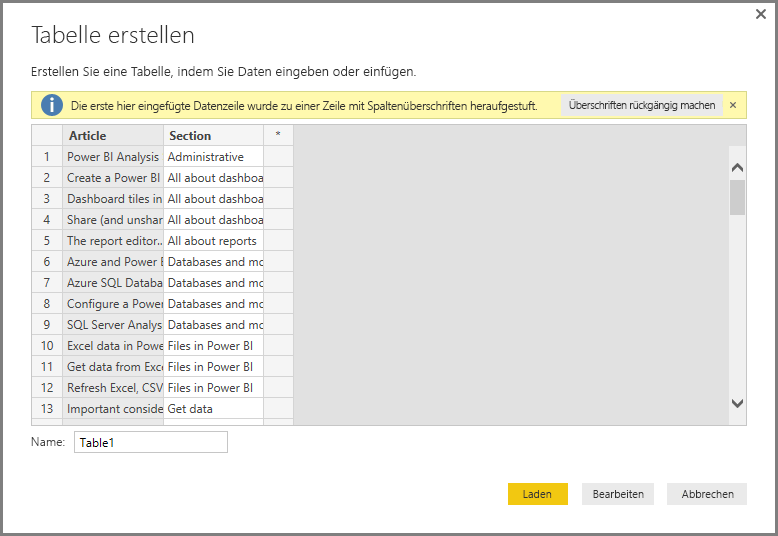 Tabelle erstellen
Erstellen Sie eine Tabelle, indem Sie Daten eingeben oder einfügen.
Die erste hier eingefügte Datenzeile wurde zu einer Zeile mit Spaltenüberschriften heraufgestuft. Überschriften rückgängig machen ×
Article Section *
1 Power BI Analysis Administrative
2 Create a Power BI All about dashboa
3 Dashboard tiles in All about dashboa
4 Share (and unshar All about dashboa
5 The report editor.. All about reports
6 Azure and Power B Databases and mo
7 Azure SQL Databa Databases and mo
8 Configure a Power Databases and mo
9 SQL Server Analys Databases and mo
10 Excel data in Powe Files in Power BI
11 Get data from Exc Files in Power BI
12 Refresh Excel, CSV Files in Power BI
13 Important conside Get data
Name: Table1
Laden Bearbeiten Abbrechen